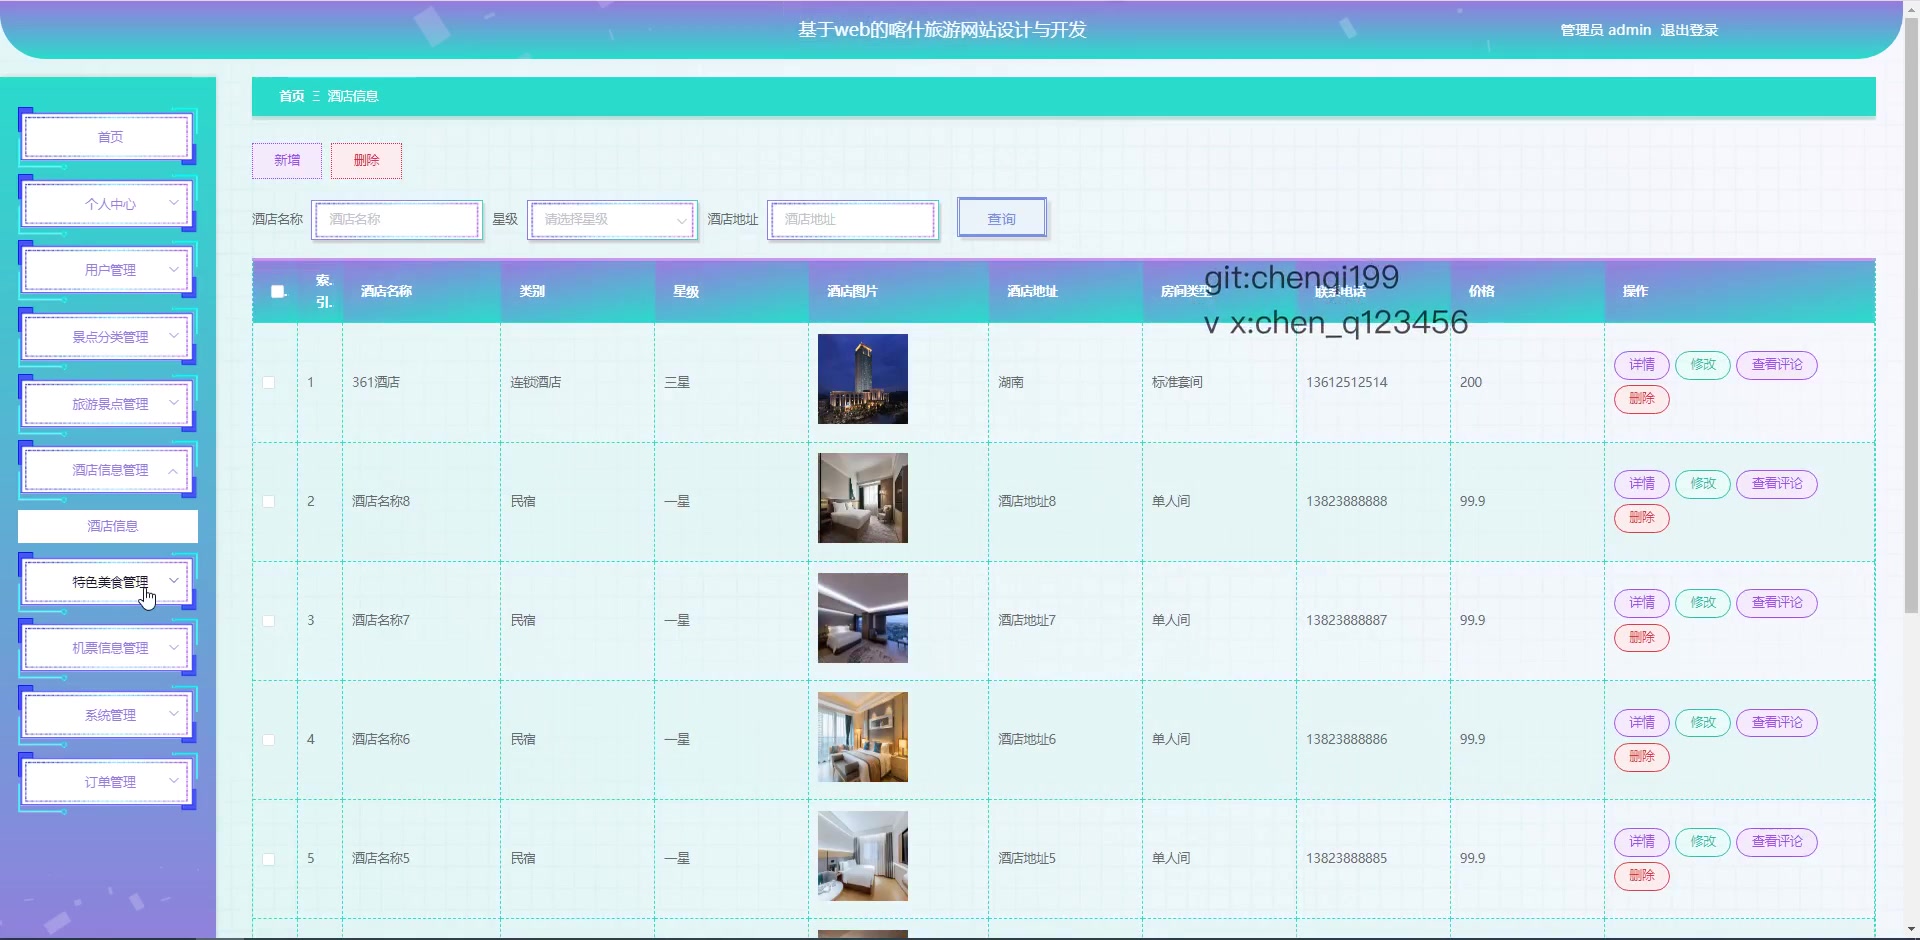 基于web的喀什旅游网站设计与开发
管理员 admin 退出登录
首页 酒店信息
首页
个人中心
用户管理
景点分类管理
旅游景点管理
酒店信息管理
酒店信息
特色美食管理
机票信息管理
系统管理
订单管理
新增 删除
酒店名称 酒店名称 星级 请选择星级 酒店地址 酒店地址 查询
索引. 酒店名称 类别 星级 酒店图片 酒店地址 房间类型 联系电话 价格 操作
git:chenqi199
v x:chen_q123456
1 361酒店 连锁酒店 三星 湖南 标准套间 13612512514 200 详情 修改 查看评论
删除
2 酒店名称8 民宿 一星 酒店地址8 单人间 13823888888 99.9 详情 修改 查看评论
删除
3 酒店名称7 民宿 一星 酒店地址7 单人间 13823888887 99.9 详情 修改 查看评论
删除
4 酒店名称6 民宿 一星 酒店地址6 单人间 13823888886 99.9 详情 修改 查看评论
删除
5 酒店名称5 民宿 一星 酒店地址5 单人间 13823888885 99.9 详情 修改 查看评论
删除